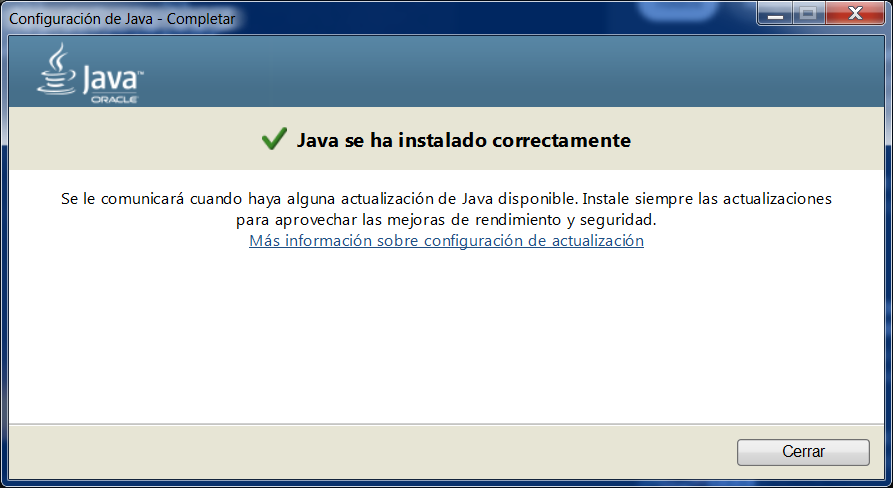 Configuración de Java - Completar
Java™
ORACLE
Java se ha instalado correctamente
Se le comunicará cuando haya alguna actualización de Java disponible. Instale siempre las actualizaciones
para aprovechar las mejoras de rendimiento y seguridad.
Más información sobre configuración de actualización
Cerrar